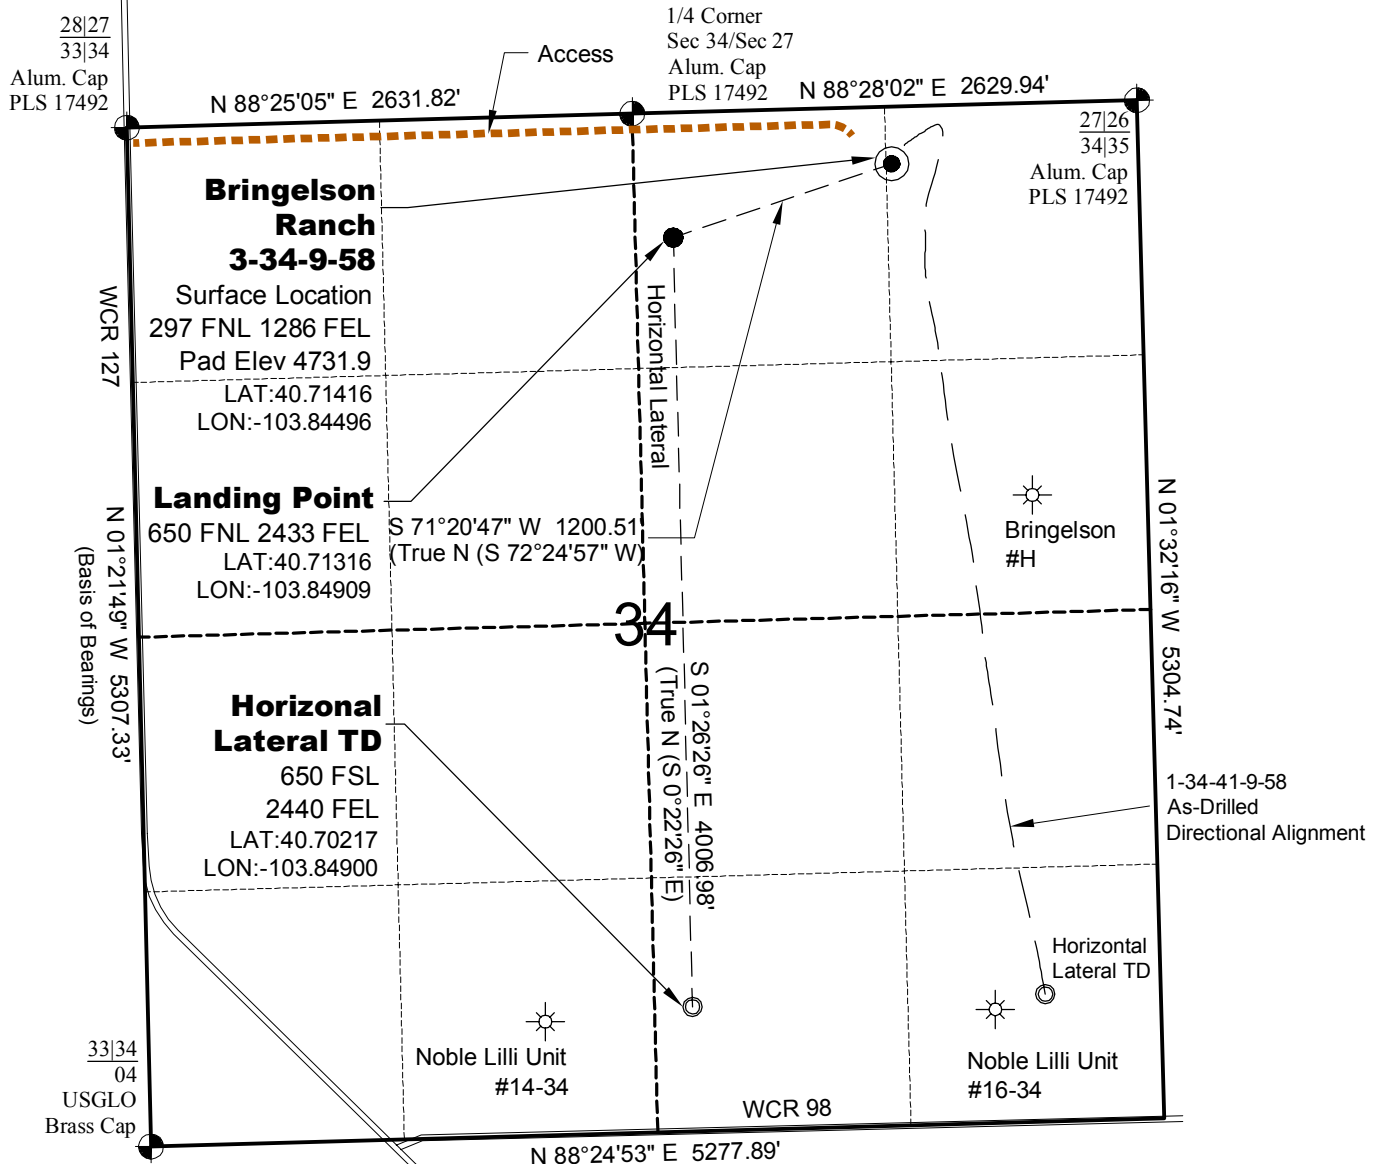 28|27
33|34
Alum. Cap
PLS 17492
N 88°25'05" E 2631.82'
Access
1/4 Corner
Sec 34/Sec 27
Alum. Cap
PLS 17492
N 88°28'02" E 2629.94'
27|26
34|35
Alum. Cap
PLS 17492
Bringelson
Ranch
3-34-9-58
Surface Location
297 FNL 1286 FEL
Pad Elev 4731.9
LAT:40.71416
LON:-103.84496
WCR 127
Horizontal Lateral
Landing Point
650 FNL 2433 FEL
LAT:40.71316
LON:-103.84909
S 71°20'47" W 1200.51'
(True N (S 72°24'57" W)
Bringelson
#H
N 01°21'49" W 5307.33'
(Basis of Bearings)
N 01°32'16" W 5304.74'
34
S 01°26'26" E 4006.98'
(True N (S 0°22'26" E)
Horizonal
Lateral TD
650 FSL
2440 FEL
LAT:40.70217
LON:-103.84900
1-34-41-9-58
As-Drilled
Directional Alignment
Horizontal
Lateral TD
Noble Lilli Unit
#14-34
Noble Lilli Unit
#16-34
33|34
04
USGLO
Brass Cap
WCR 98
N 88°24'53" E 5277.89'